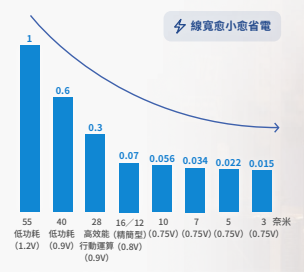 線寬愈小愈省電
1
0.6
0.3
0.07
0.056
0.034
0.022
0.015
55
低功耗
(1.2V)
40
低功耗
(0.9V)
28
高效能
行動運算
(0.9V)
16／12
(精簡型)
(0.8V)
10
(0.75V)
7
(0.75V)
5
(0.75V)
3 奈米
(0.75V)